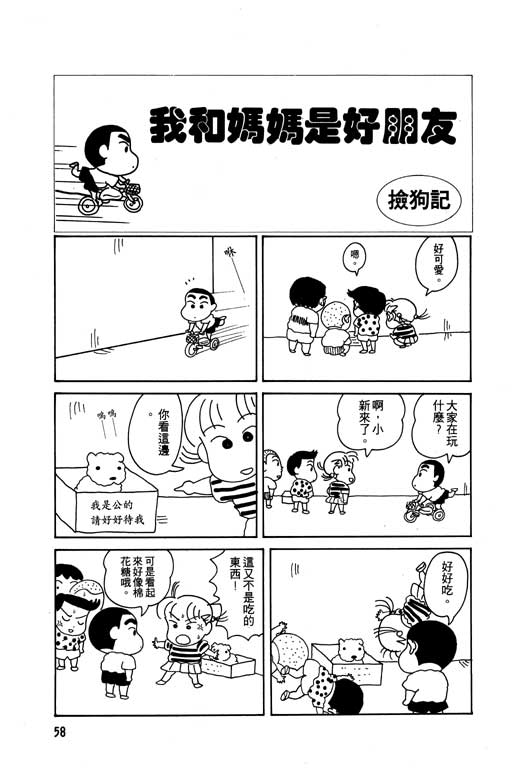 我和媽媽是好朋友
撿狗記
好可愛。
嗯。
咻
大家在玩
什麼?
啊,小
新來了。
你看這邊
。
嗚嗚
我是公的
請好好待我
好好吃。
這又不是吃的
東西!
可是看起
來好像棉
花糖哦。
58